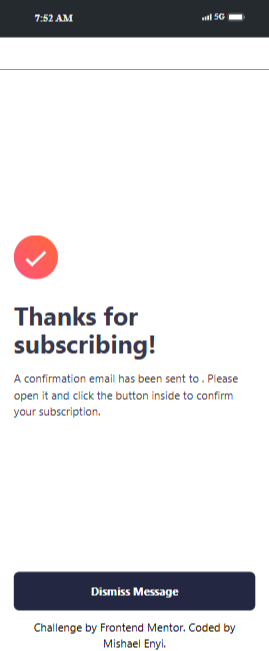 7:52 AM
5G
Thanks for
subscribing!
A confirmation email has been sent to . Please
open it and click the button inside to confirm
your subscription.
Dismiss Message
Challenge by Frontend Mentor. Coded by
Mishael Enyi.